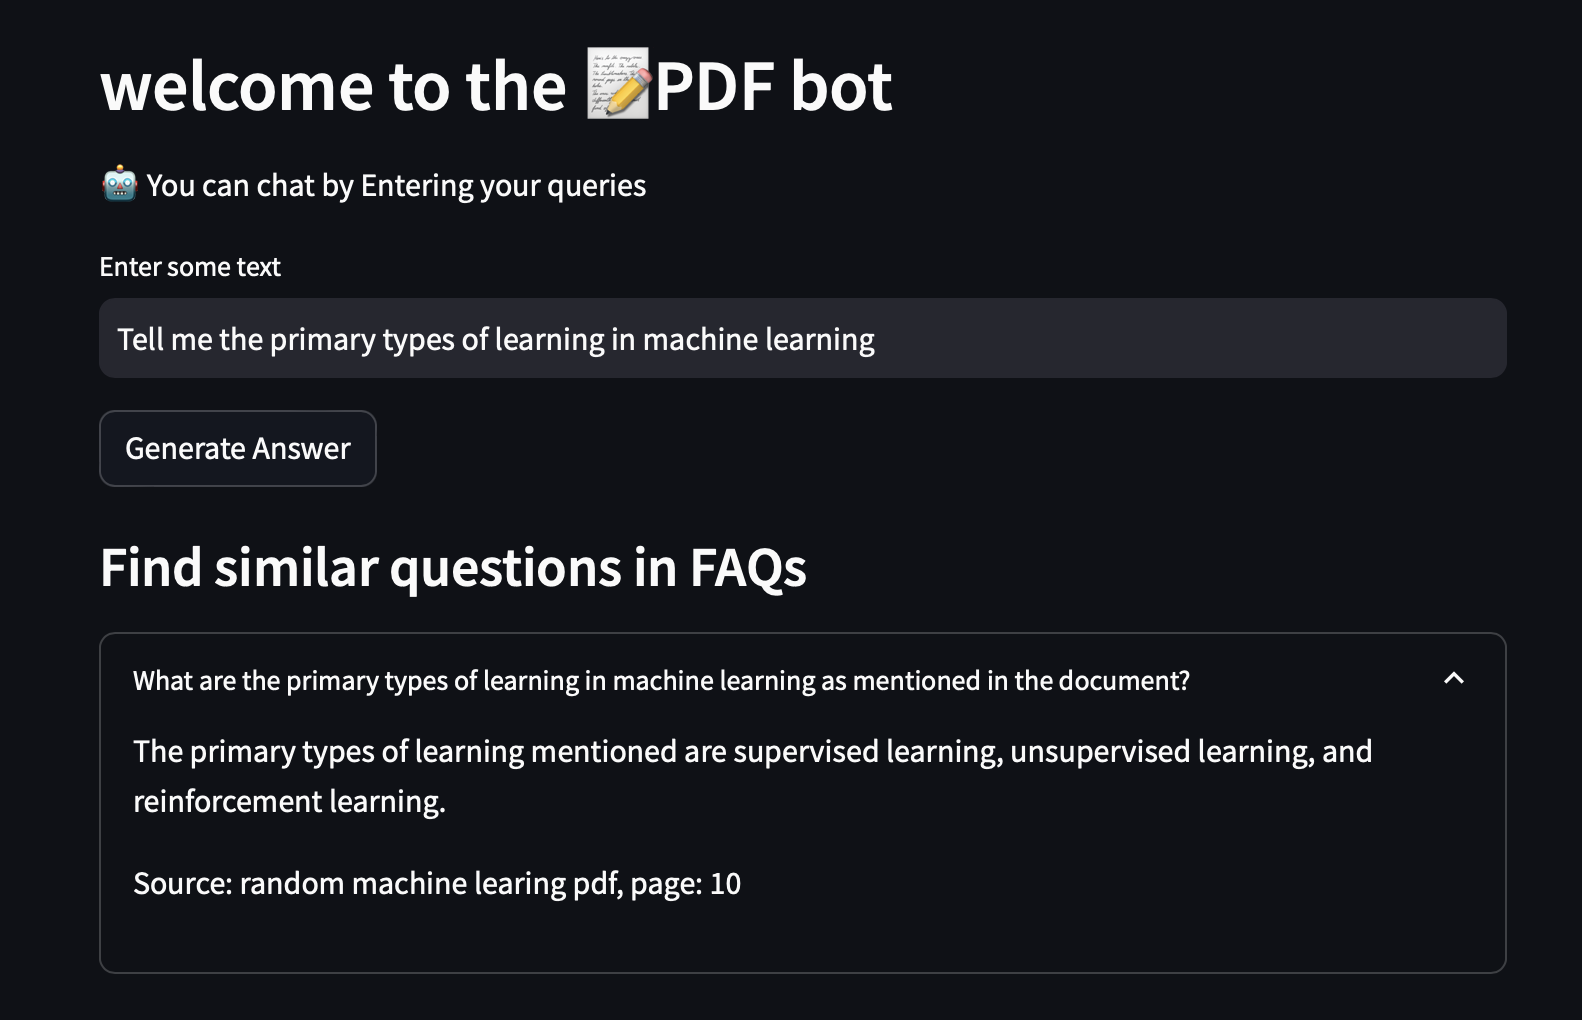 welcome to the 📝PDF bot
🤖 You can chat by Entering your queries
Enter some text
Tell me the primary types of learning in machine learning
Generate Answer
Find similar questions in FAQs
What are the primary types of learning in machine learning as mentioned in the document?
The primary types of learning mentioned are supervised learning, unsupervised learning, and
reinforcement learning.
Source: random machine learing pdf, page: 10